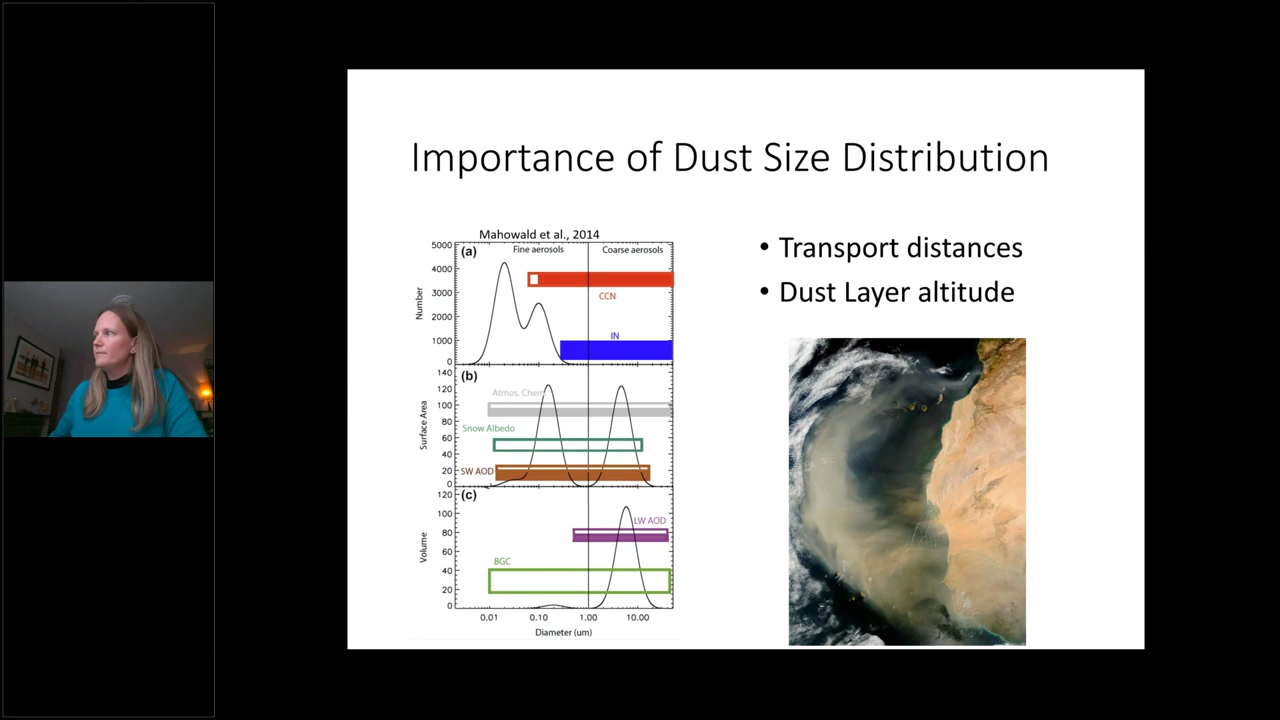 Importance of Dust Size Distribution
Mahowald et al., 2014
(a)
Fine aerosols
Coarse aerosols
5000
4000
3000
2000
1000
0
Number
CCN
IN
(b)
140
120
100
80
60
40
20
0
Surface Area
Atmos. Chem
Snow Albedo
SW AOD
(c)
120
100
80
60
40
20
0
Volume
LW AOD
BGC
0.01 0.10 1.00 10.00
Diameter (um)
• Transport distances
• Dust Layer altitude